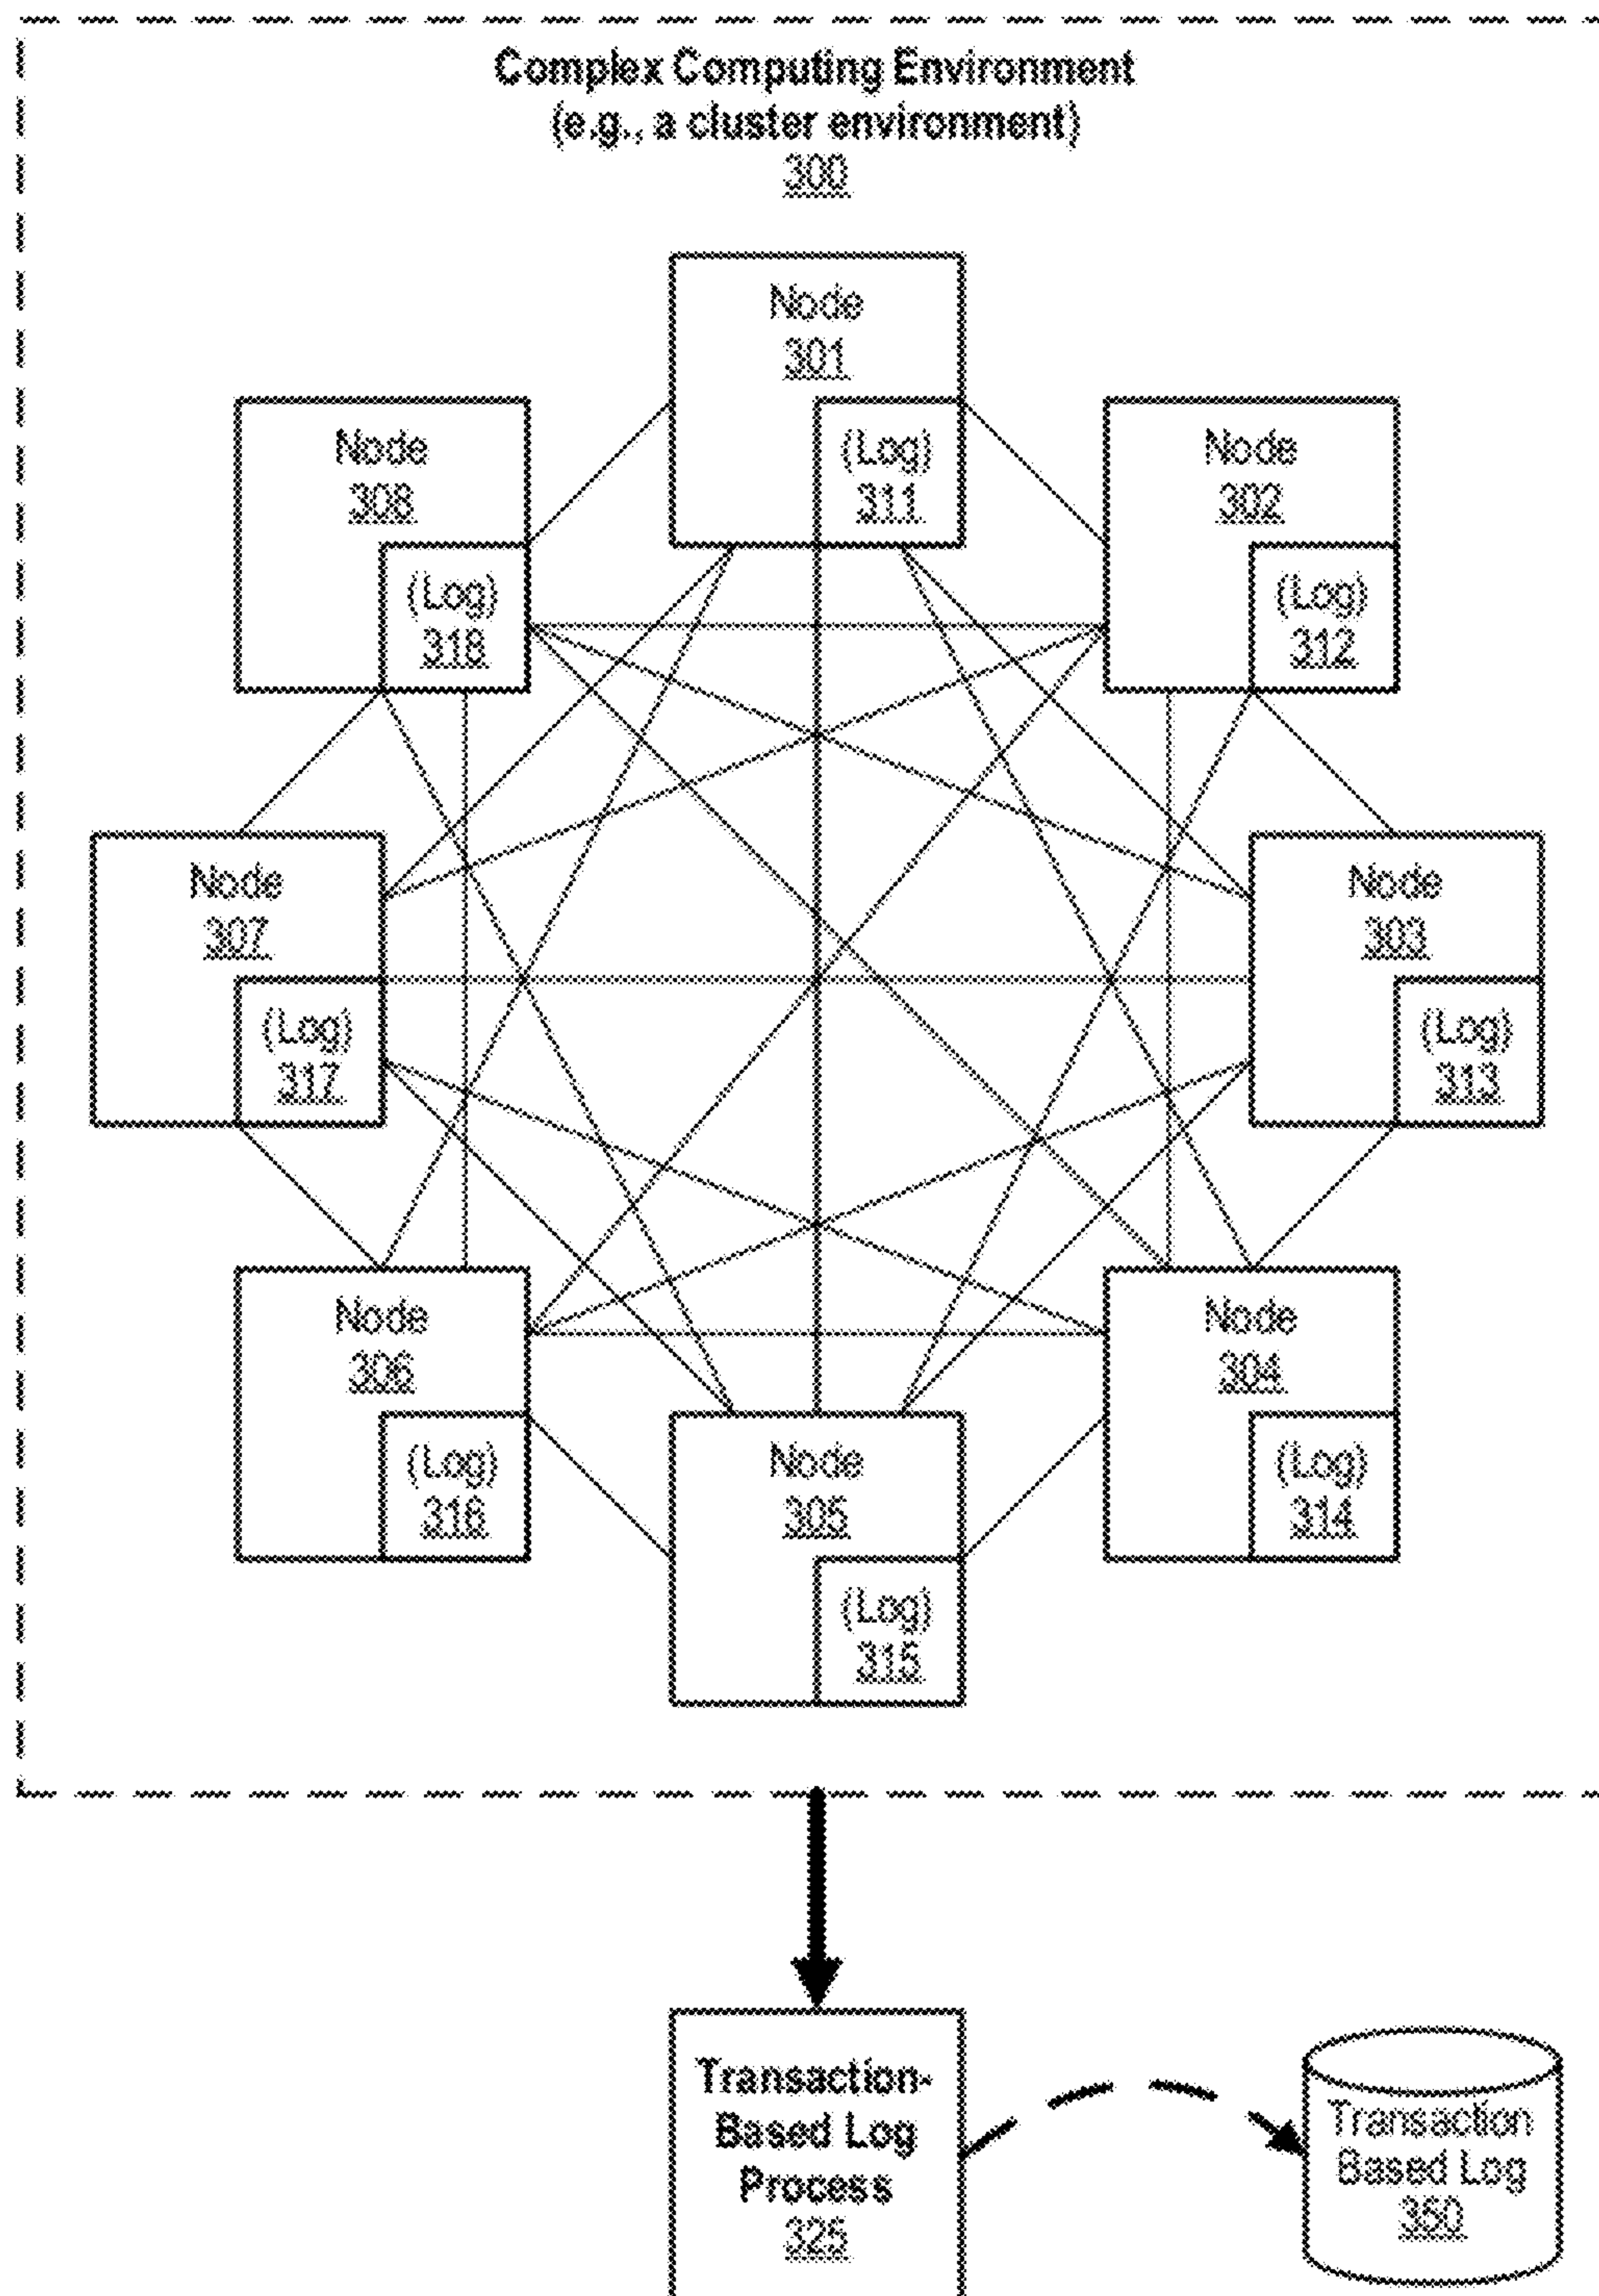 Complex Computing Environment
(e.g., a cluster environment)
300
Node
301
(Log)
311
Node
308
(Log)
318
Node
302
(Log)
312
Node
307
(Log)
317
Node
303
(Log)
313
Node
306
(Log)
316
Node
305
(Log)
315
Node
304
(Log)
314
Transaction-
Based Log
Process
325
Transaction
Based Log
350